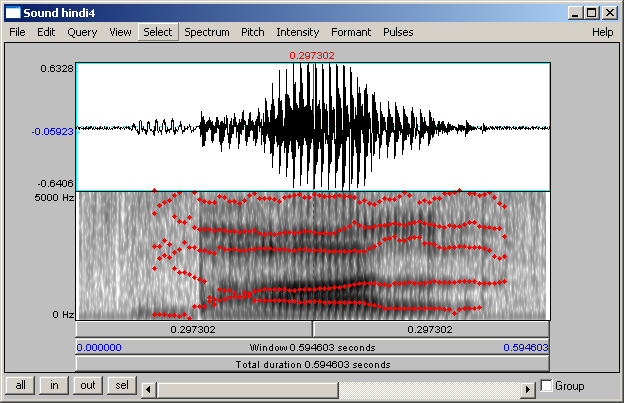 Sound hindi4
File Edit Query View Select Spectrum Pitch Intensity Formant Pulses Help
0.297302
0.6328
-0.05923
-0.6406
5000 Hz
0 Hz
0.297302 0.297302
0.000000 Window 0.594603 seconds 0.594603
Total duration 0.594603 seconds
all in out sel Group